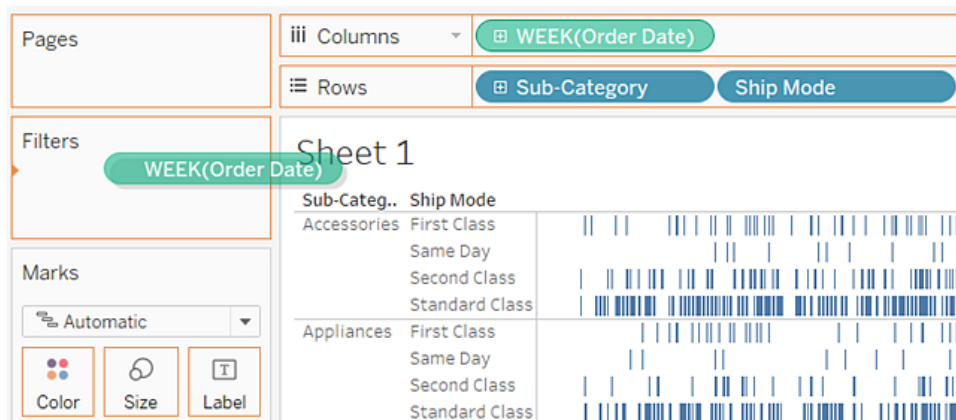 Pages
Columns
WEEK(Order Date)
Rows
Sub-Category
Ship Mode
Filters
WEEK(Order Date)
Sheet 1
Sub-Categ.. Ship Mode
Accessories First Class
Same Day
Second Class
Standard Class
Appliances First Class
Same Day
Second Class
Standard Class
Marks
Automatic
Color
Size
T
Label